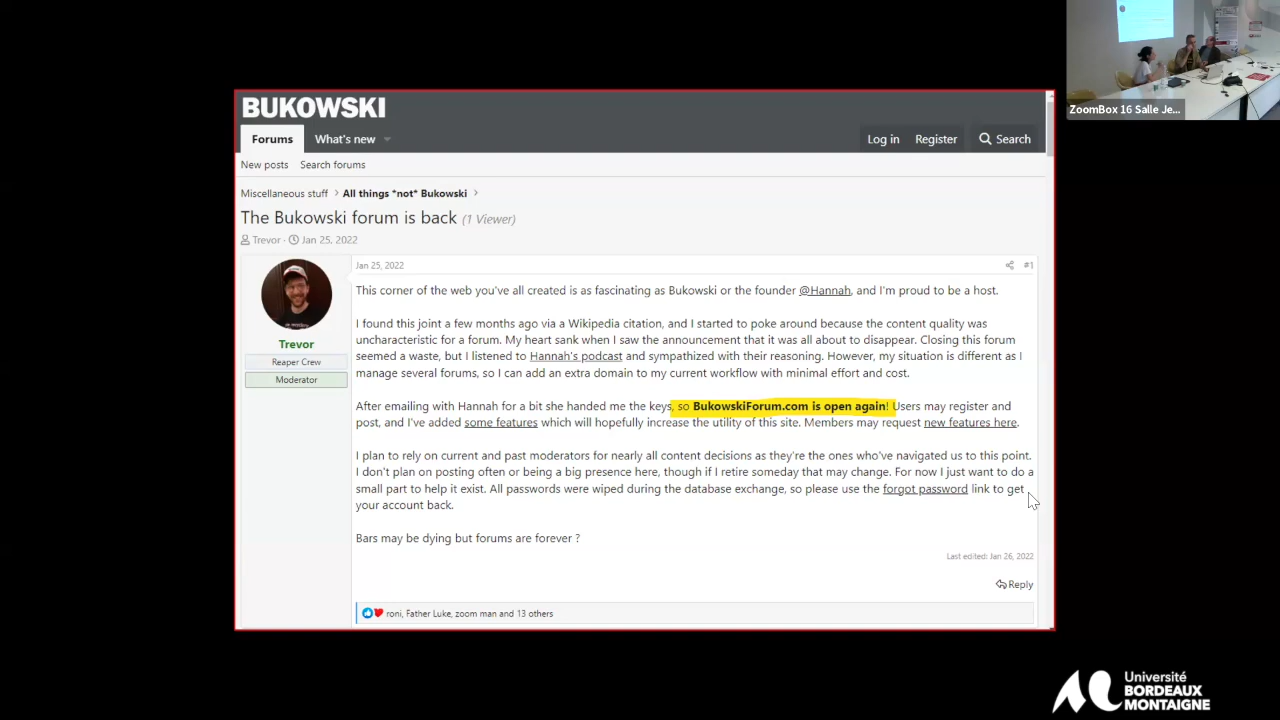 ZoomBox 16 Salle Je...
BUKOWSKI
Forums What's new Log in Register Search
New posts Search forums
Miscellaneous stuff > All things *not* Bukowski >
The Bukowski forum is back (1 Viewer)
Trevor · Jan 25, 2022
Jan 25, 2022 #1
Trevor
Reaper Crew
Moderator
This corner of the web you've all created is as fascinating as Bukowski or the founder @Hannah, and I'm proud to be a host.
I found this joint a few months ago via a Wikipedia citation, and I started to poke around because the content quality was
uncharacteristic for a forum. My heart sank when I saw the announcement that it was all about to disappear. Closing this forum
seemed a waste, but I listened to Hannah's podcast and sympathized with their reasoning. However, my situation is different as I
manage several forums, so I can add an extra domain to my current workflow with minimal effort and cost.
After emailing with Hannah for a bit she handed me the keys, so BukowskiForum.com is open again! Users may register and
post, and I've added some features which will hopefully increase the utility of this site. Members may request new features here.
I plan to rely on current and past moderators for nearly all content decisions as they're the ones who've navigated us to this point.
I don't plan on posting often or being a big presence here, though if I retire someday that may change. For now I just want to do a
small part to help it exist. All passwords were wiped during the database exchange, so please use the forgot password link to get
your account back.
Bars may be dying but forums are forever ?
Last edited: Jan 26, 2022
Reply
roni, Father Luke, zoom man and 13 others
Université
BORDEAUX
MONTAIGNE